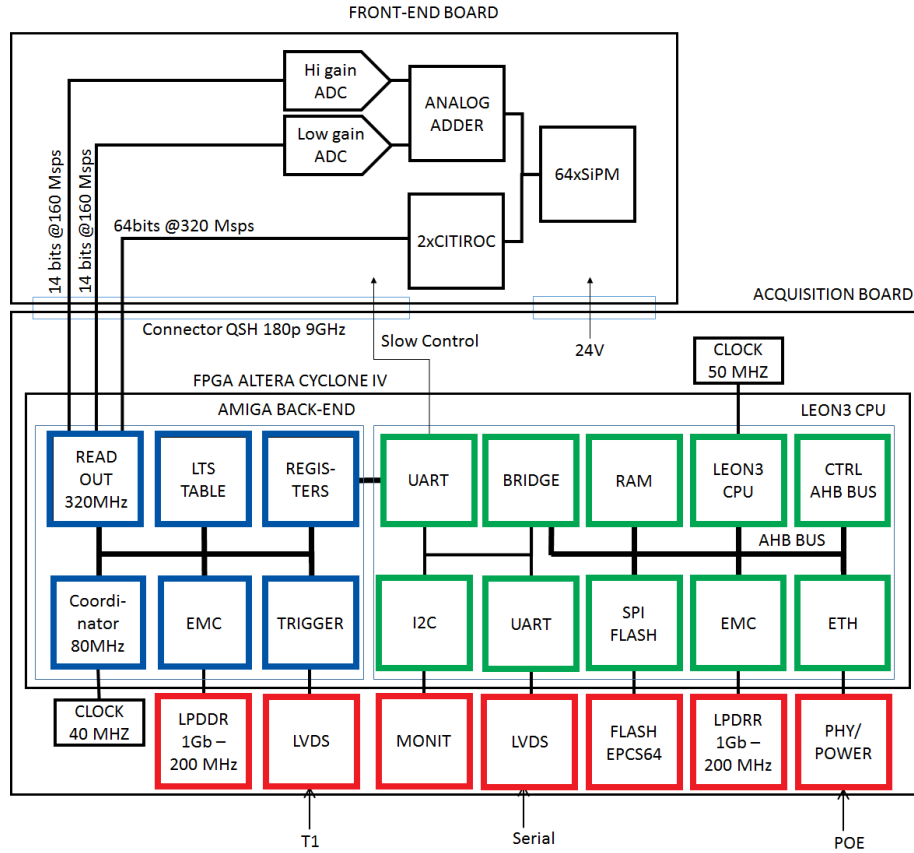 FRONT-END BOARD
Hi gain
ADC
Low gain
ADC
ANALOG
ADDER
64xSiPM
2xCITIROC
14 bits @160 Msps
14 bits @160 Msps
64bits @320 Msps
ACQUISITION BOARD
Connector QSH 180p 9GHz
Slow Control
24V
CLOCK
50 MHZ
FPGA ALTERA CYCLONE IV
AMIGA BACK-END
LEON3 CPU
READ
OUT
320MHz
LTS
TABLE
REGIS-
TERS
UART
BRIDGE
RAM
LEON3
CPU
CTRL
AHB BUS
AHB BUS
Coordi-
nator
80MHz
EMC
TRIGGER
I2C
UART
SPI
FLASH
EMC
ETH
CLOCK
40 MHZ
LPDDR
1Gb –
200 MHz
LVDS
MONIT
LVDS
FLASH
EPCS64
LPDRR
1Gb –
200 MHz
PHY/
POWER
T1
Serial
POE